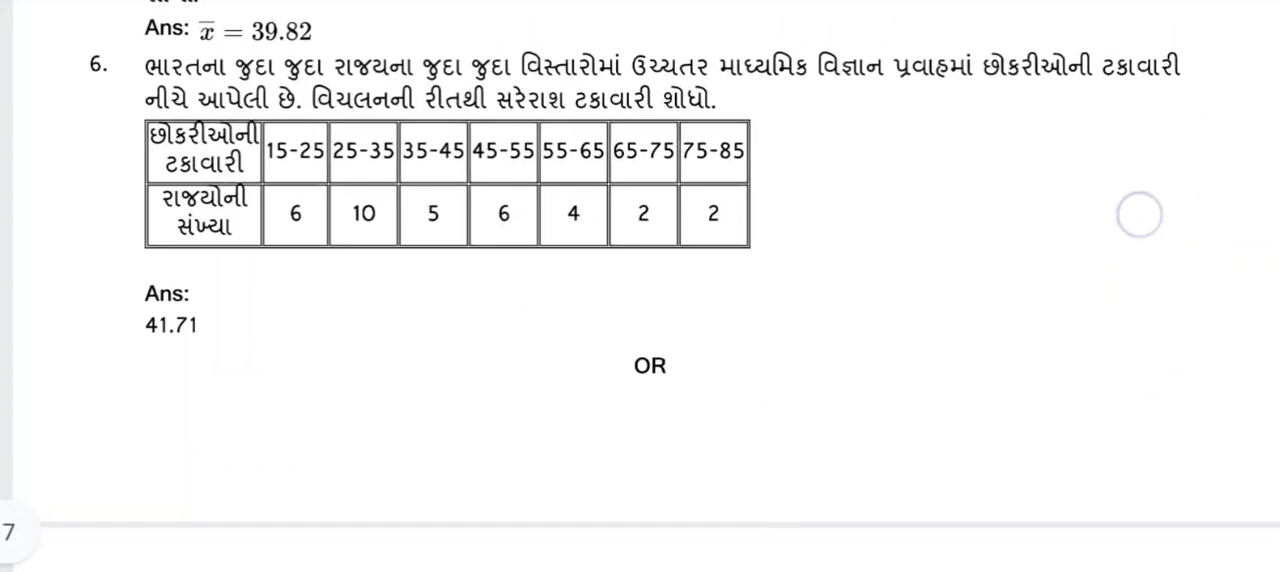 Ans: x̅ = 39.82
6. ભારતના જુદા જુદા રાજયના જુદા જુદા વિસ્તારોમાં ઉચ્ચતર માધ્યમિક વિજ્ઞાન પ્રવાહમાં છોકરીઓની ટકાવારી
નીચે આપેલી છે. વિચલનની રીતથી સરેરાશ ટકાવારી શોધો.
છોકરીઓની ટકાવારી 15-25 25-35 35-45 45-55 55-65 65-75 75-85
રાજયોની સંખ્યા 6 10 5 6 4 2 2
Ans:
41.71
OR
7